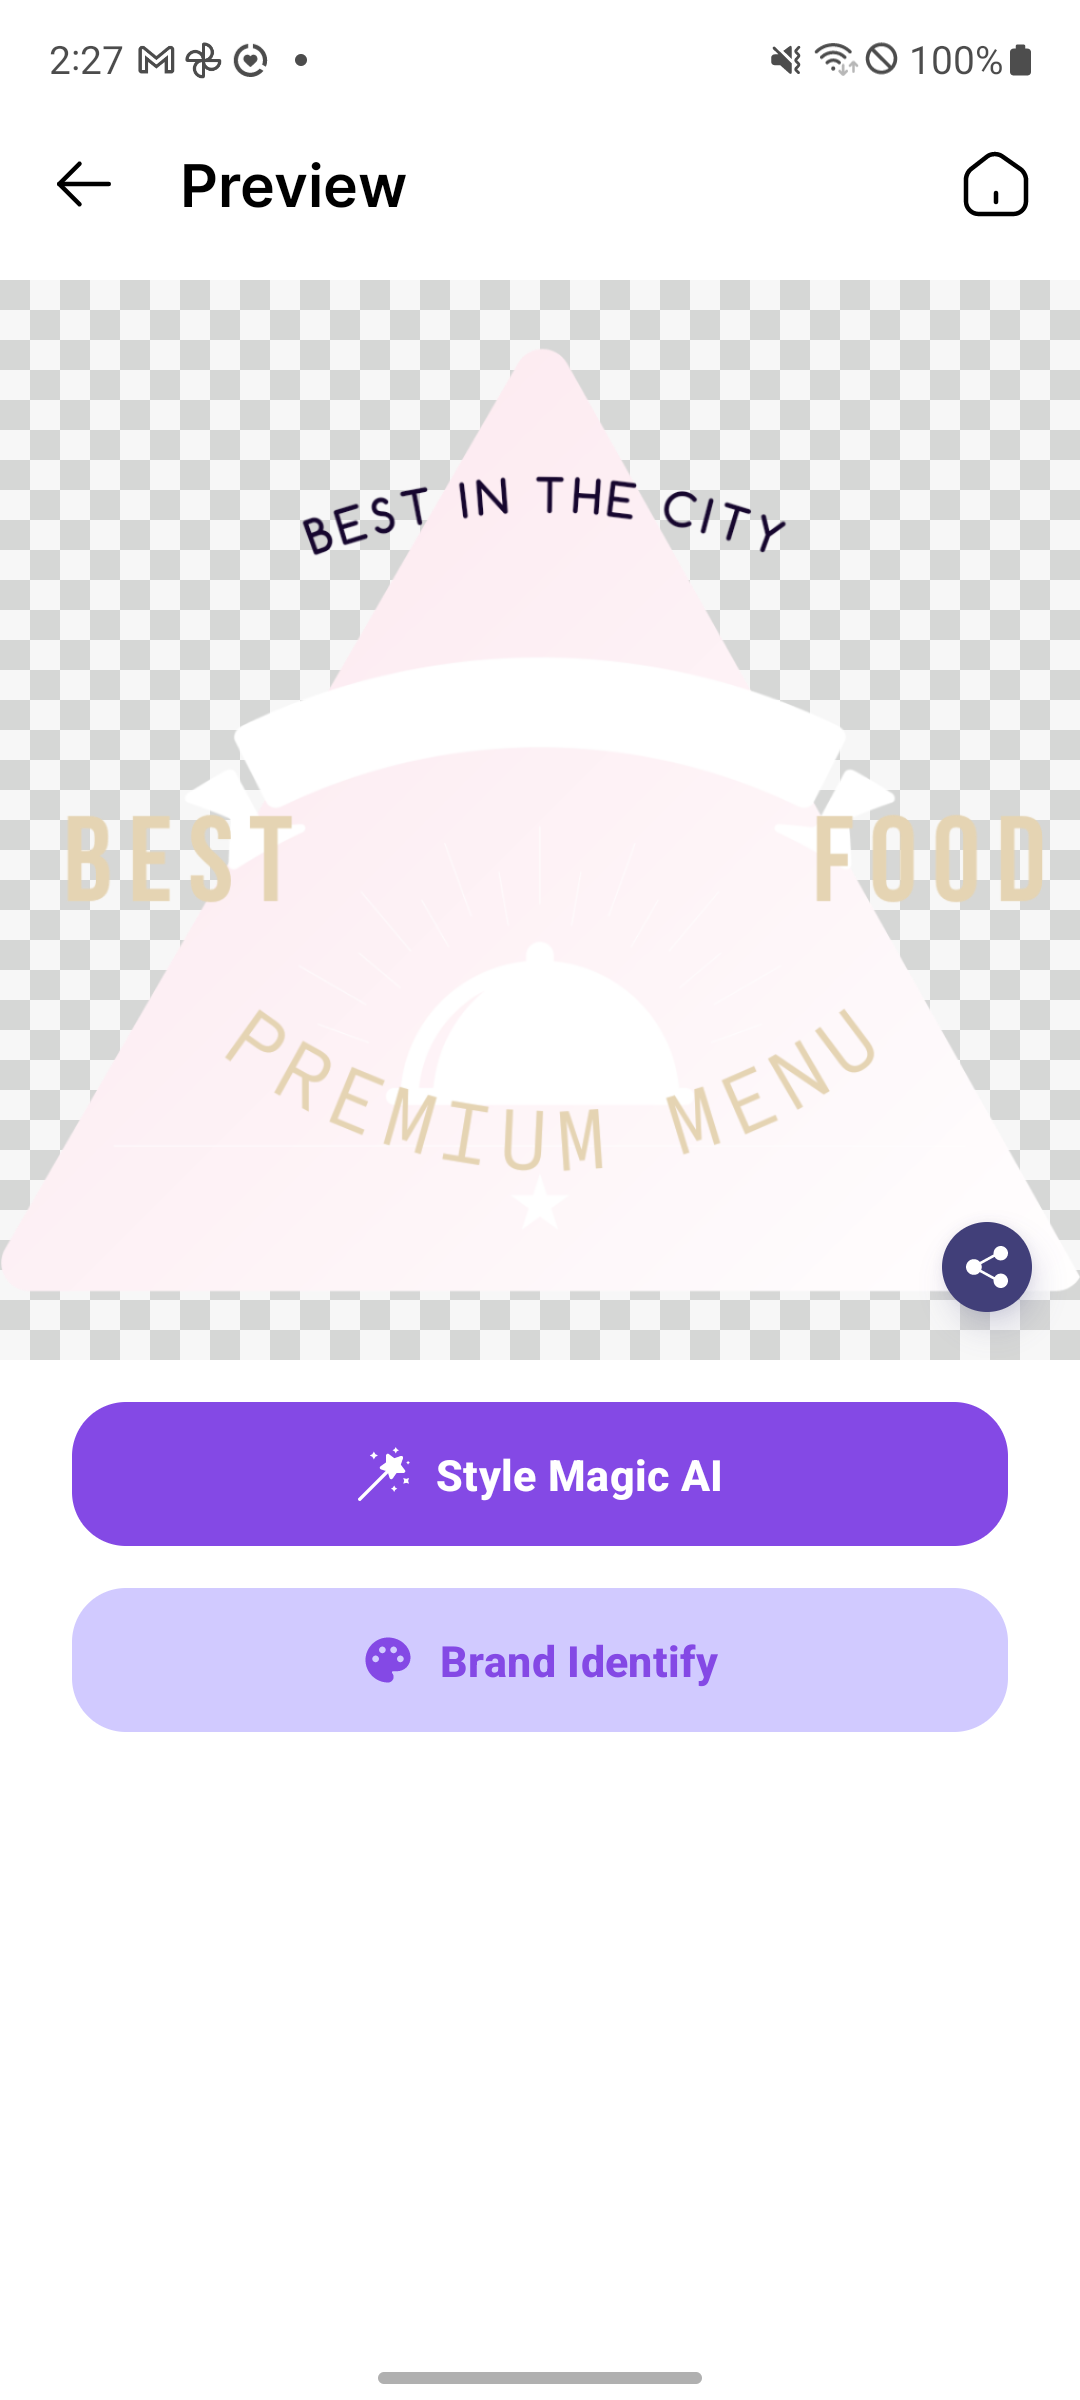 2:27
100%
Preview
BEST IN THE CITY
BEST FOOD
PREMIUM MENU
Style Magic AI
Brand Identify